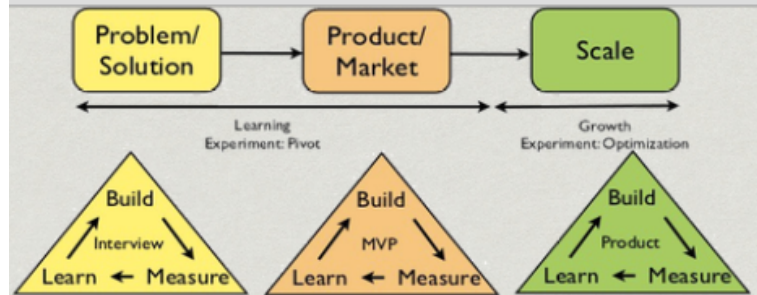 Problem/
Solution
Product/
Market
Scale
Learning
Experiment: Pivot
Growth
Experiment: Optimization
Build
Interview
Learn
Measure
Build
MVP
Learn
Measure
Build
Product
Learn
Measure